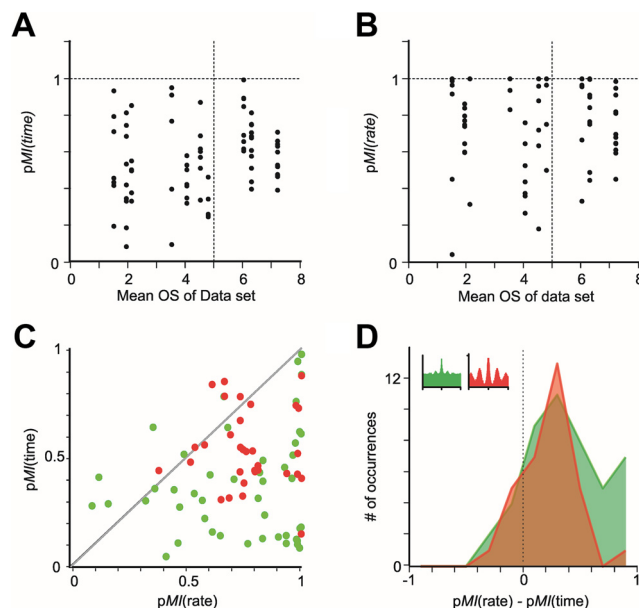 A
B
1
pMI(time)
0
0 2 4 6 8
Mean OS of Data set
1
pMI(rate)
0
0 2 4 6 8
Mean OS of data set
C
D
1
pMI(time)
0.5
0
0 0.5 1
pMI(rate)
12
# of occurrences
0
-1 0 1
pMI(rate) - pMI(time)